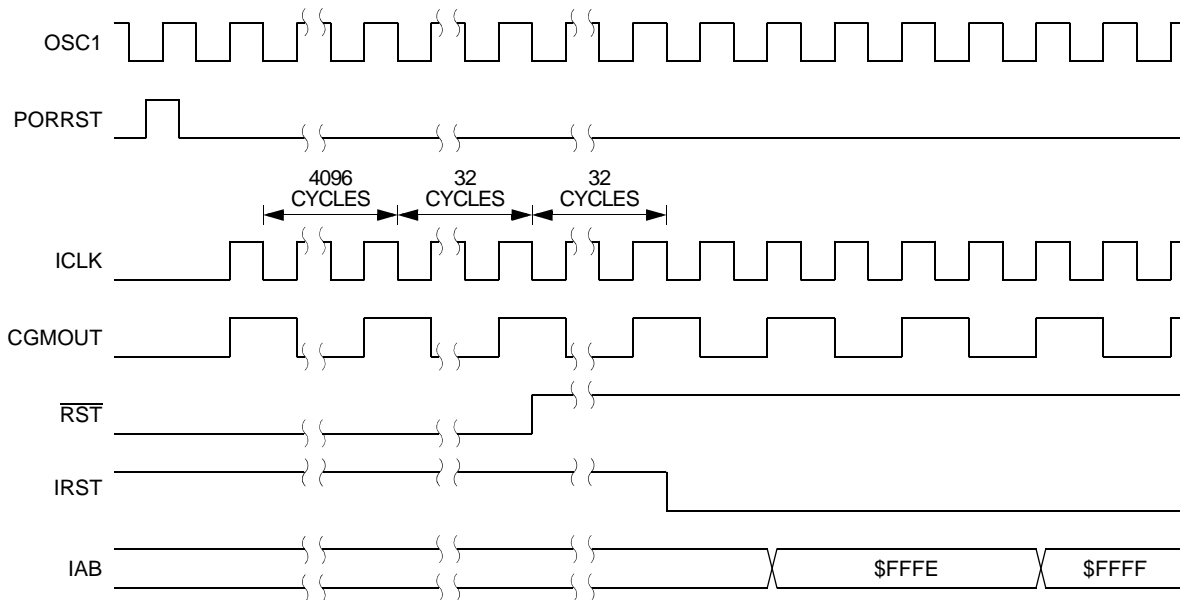 OSC1
PORRST
4096
CYCLES
32
CYCLES
32
CYCLES
ICLK
CGMOUT
RST
IRST
IAB
$FFFE
$FFFF